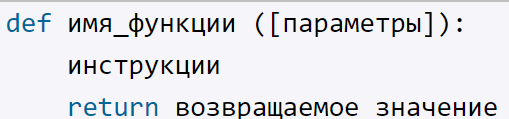 def имя_функции ([параметры]):
инструкции
return возвращаемое значение